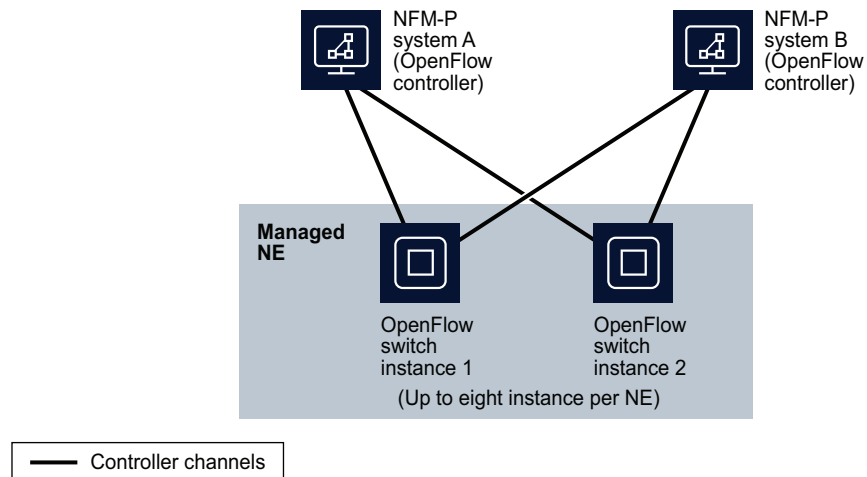 NFM-P
system A
(OpenFlow
controller)
NFM-P
system B
(OpenFlow
controller)
Managed
NE
OpenFlow
switch
instance 1
OpenFlow
switch
instance 2
(Up to eight instance per NE)
Controller channels